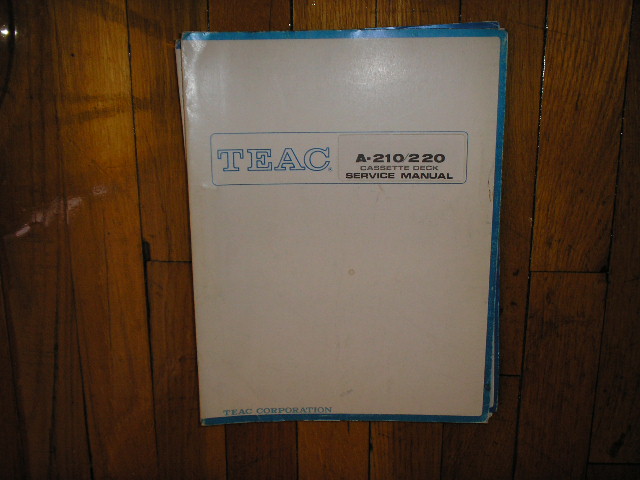 TEAC
A-210/220
CASSETTE DECK
SERVICE MANUAL
TEAC CORPORATION